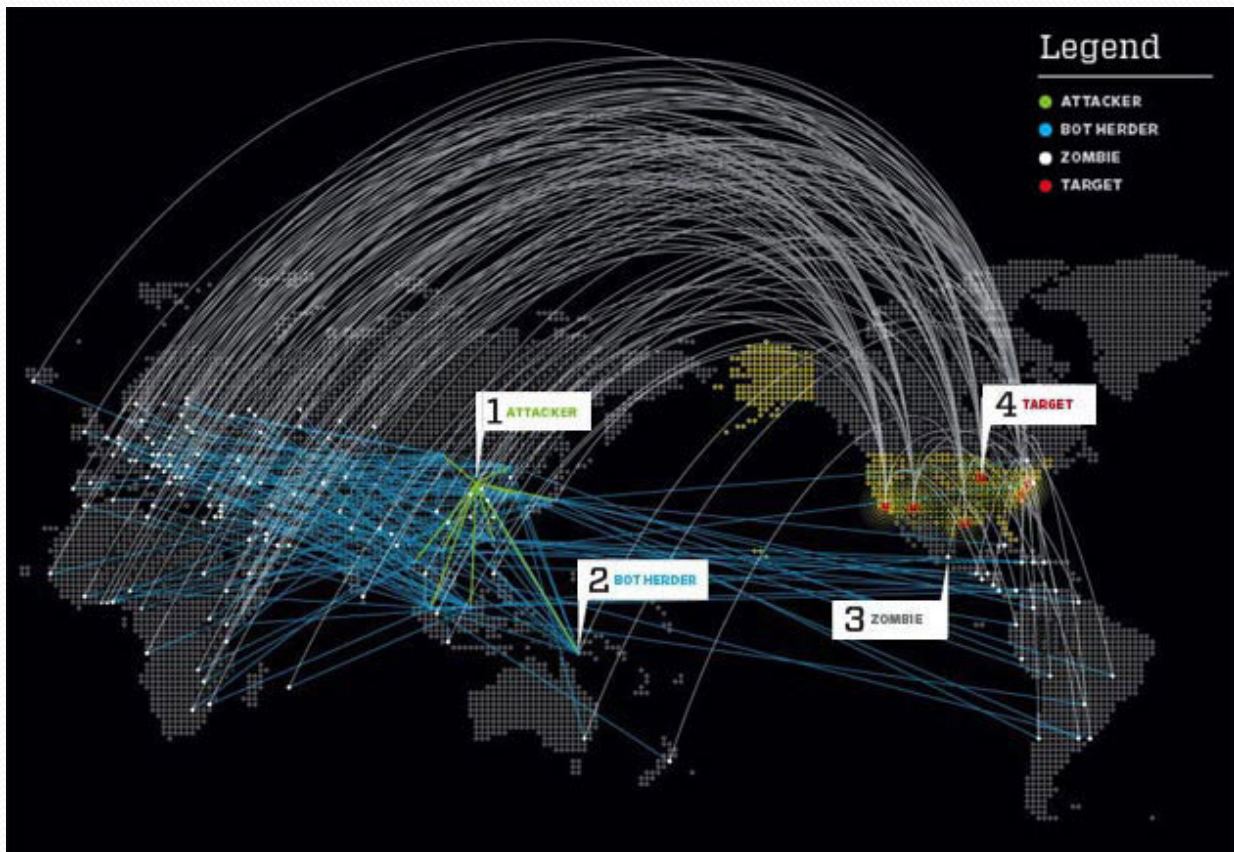 Legend
ATTACKER
BOT HERDER
ZOMBIE
TARGET
1 ATTACKER
4 TARGET
2 BOT HERDER
3 ZOMBIE